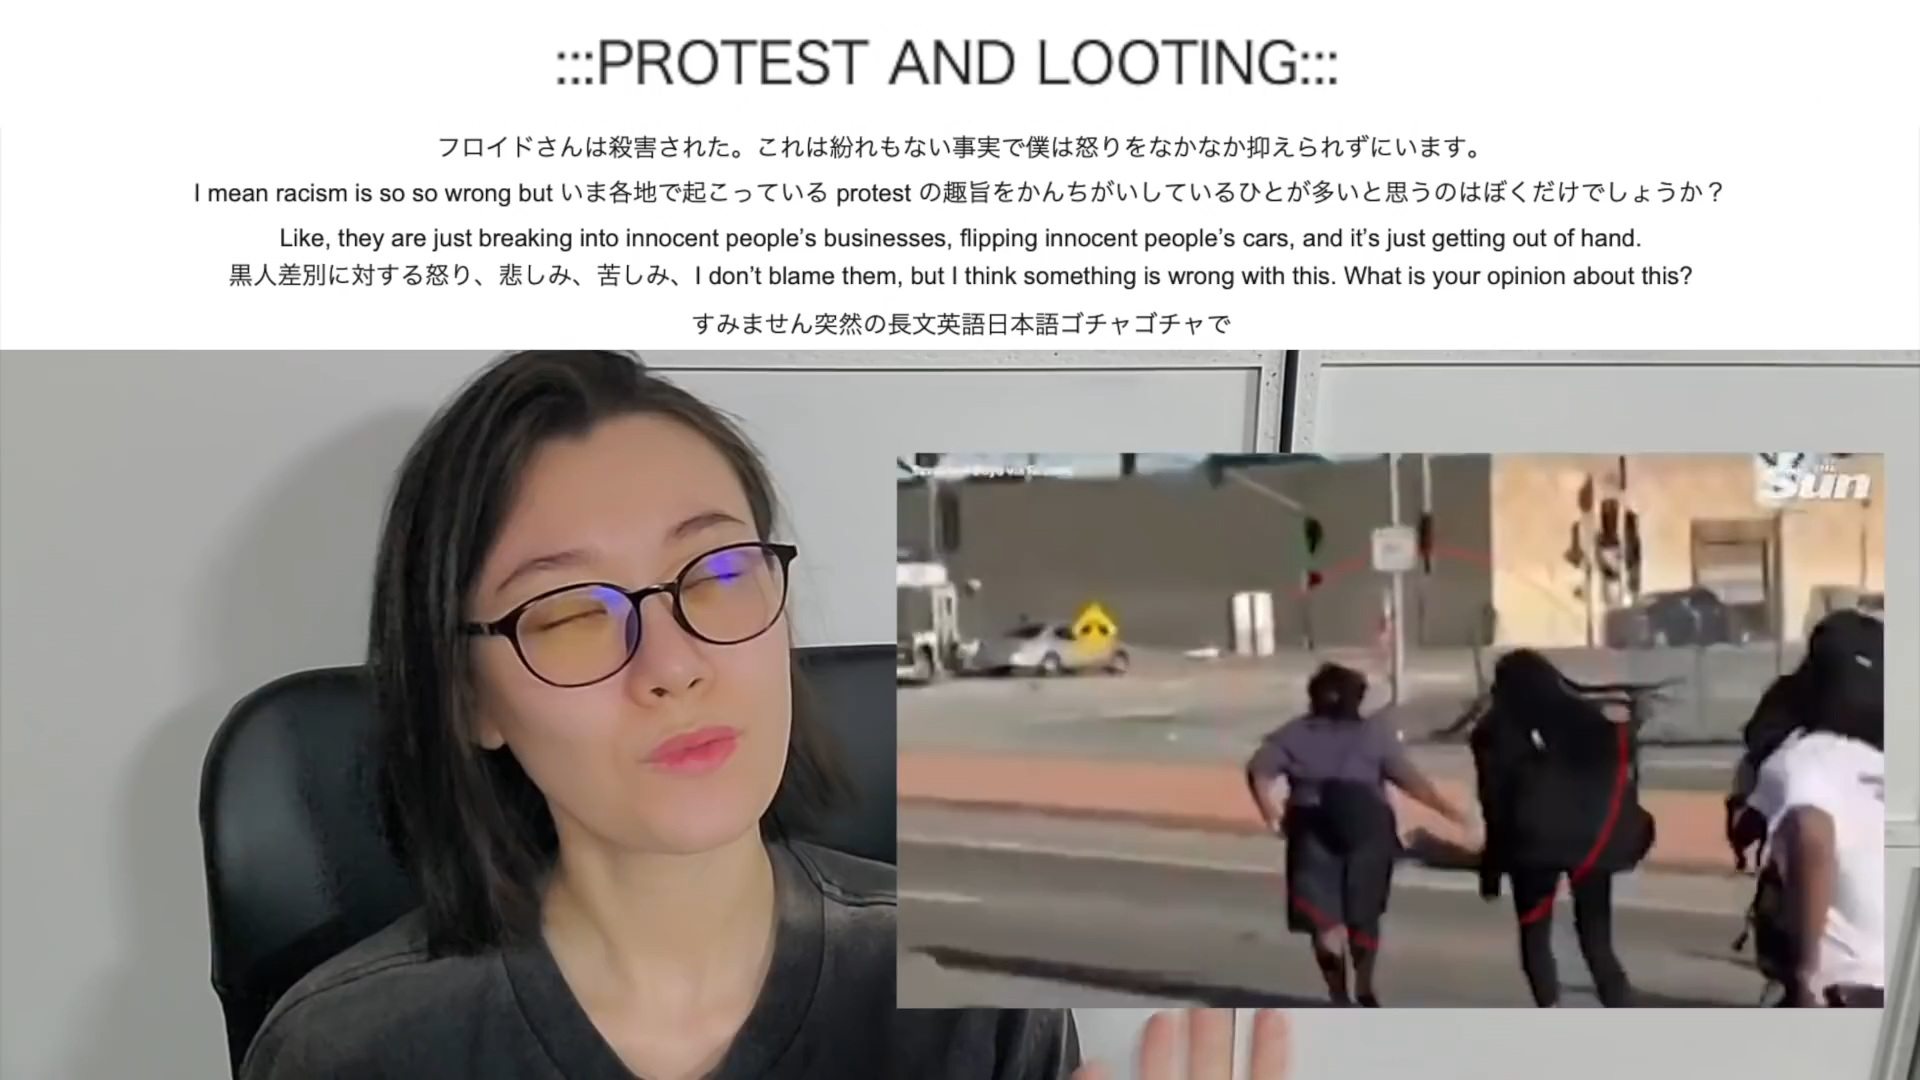 :::PROTEST AND LOOTING:::
フロイドさんは殺害された。これは紛れもない事実で僕は怒りをなかなか抑えられずにいます。
I mean racism is so so wrong but いま各地で起こっている protest の趣旨をかんちがいしているひとが多いと思うのはぼくだけでしょうか？
Like, they are just breaking into innocent people’s businesses, flipping innocent people’s cars, and it’s just getting out of hand.
黒人差別に対する怒り、悲しみ、苦しみ、I don’t blame them, but I think something is wrong with this. What is your opinion about this?
すみません突然の長文英語日本語ゴチャゴチャで
THE Sun